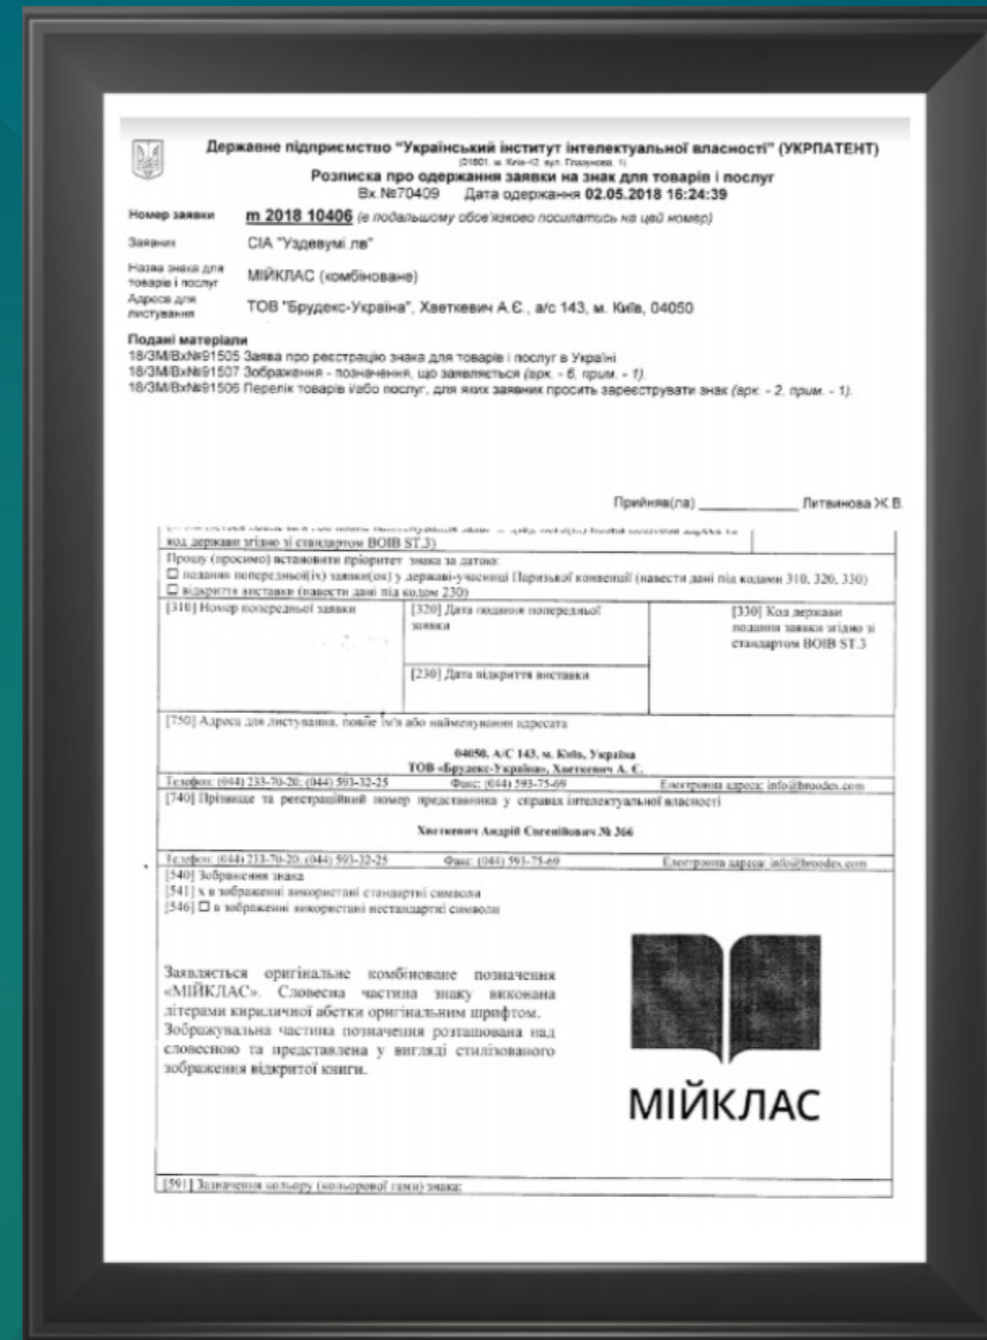 Державне підприємство "Український інститут інтелектуальної власності" (УКРПАТЕНТ)
(01601, м. Київ-42, вул. Глазунова, 1)
Розписка про одержання заявки на знак для товарів і послуг
Вх.№70409 Дата одержання 02.05.2018 16:24:39
Номер заявки m 2018 10406 (в подальшому обов'язково посилатись на цей номер)
Заявник СІА "Уздевумі.лв"
Назва знака для товарів і послуг МІЙКЛАС (комбіноване)
Адреса для листування ТОВ "Брудекс-Україна", Хветкевич А.Є., а/с 143, м. Київ, 04050
Подані матеріали
18/ЗМ/Вх№91505 Заява про реєстрацію знака для товарів і послуг в Україні
18/ЗМ/Вх№91507 Зображення - позначення, що заявляється (арк. - 6, прим. - 1).
18/ЗМ/Вх№91506 Перелік товарів і/або послуг, для яких заявник просить зареєструвати знак (арк. - 2, прим. - 1).
Прийняв(ла) Литвинова Ж.В.
код держави згідно зі стандартом ВОІВ ST.3)
Прошу (просимо) встановити пріоритет знака за датою:
☐ подання попередньої(їх) заявки(ок) у державі-учасниці Паризької конвенції (навести дані під кодами 310, 320, 330)
☐ відкриття виставки (навести дані під кодом 230)
[310] Номер попередньої заявки
[320] Дата подання попередньої
заявки
[330] Код держави
подання заявки згідно зі
стандартом ВОІВ ST.3
[230] Дата відкриття виставки
[750] Адреса для листування, повне ім'я або найменування адресата
04050, А/С 143, м. Київ, Україна
ТОВ «Брудекс-Україна», Хветкевич А. Є.
Телефон: (044) 233-70-20; (044) 593-32-25 Факс: (044) 593-75-69 Електронна адреса: info@broodex.com
[740] Прізвище та реєстраційний номер представника у справах інтелектуальної власності
Хветкевич Андрій Євгенійович № 366
Телефон: (044) 233-70-20; (044) 593-32-25 Факс: (044) 593-75-69 Електронна адреса: info@broodex.com
[540] Зображення знака
[541] x в зображенні використані стандартні символи
[546] ☐ в зображенні використані нестандартні символи
Заявляється оригінальне комбіноване позначення
«МІЙКЛАС». Словесна частина знаку виконана
літерами кириличної абетки оригінальним шрифтом.
Зображувальна частина позначення розташована над
словесною та представлена у вигляді стилізованого
зображення відкритої книги.
МІЙКЛАС
[591] Зазначення кольору (кольорової гами) знака: